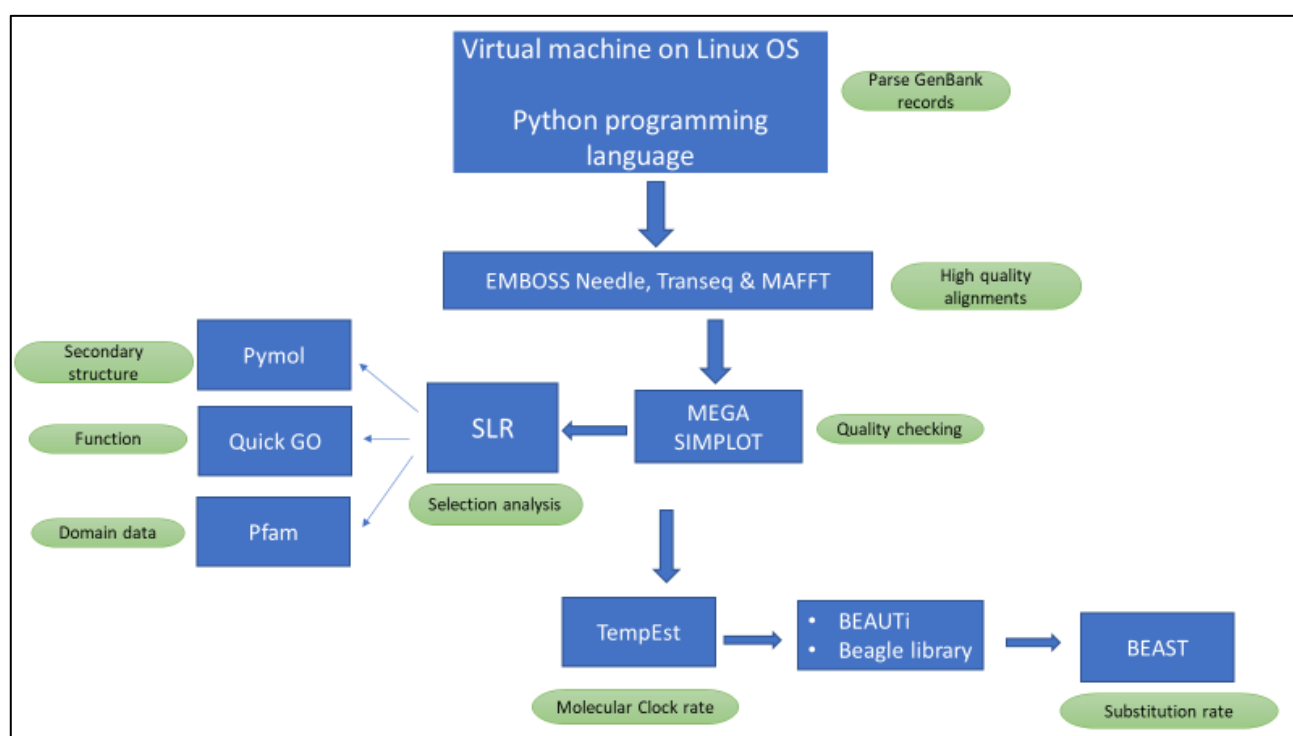 Virtual machine on Linux OS
Python programming
language
Parse GenBank
records
EMBOSS Needle, Transeq & MAFFT
High quality
alignments
Secondary
structure
Pymol
Function
Quick GO
Domain data
Pfam
SLR
Selection analysis
MEGA
SIMPLOT
Quality checking
TempEst
Molecular Clock rate
• BEAUTi
• Beagle library
BEAST
Substitution rate